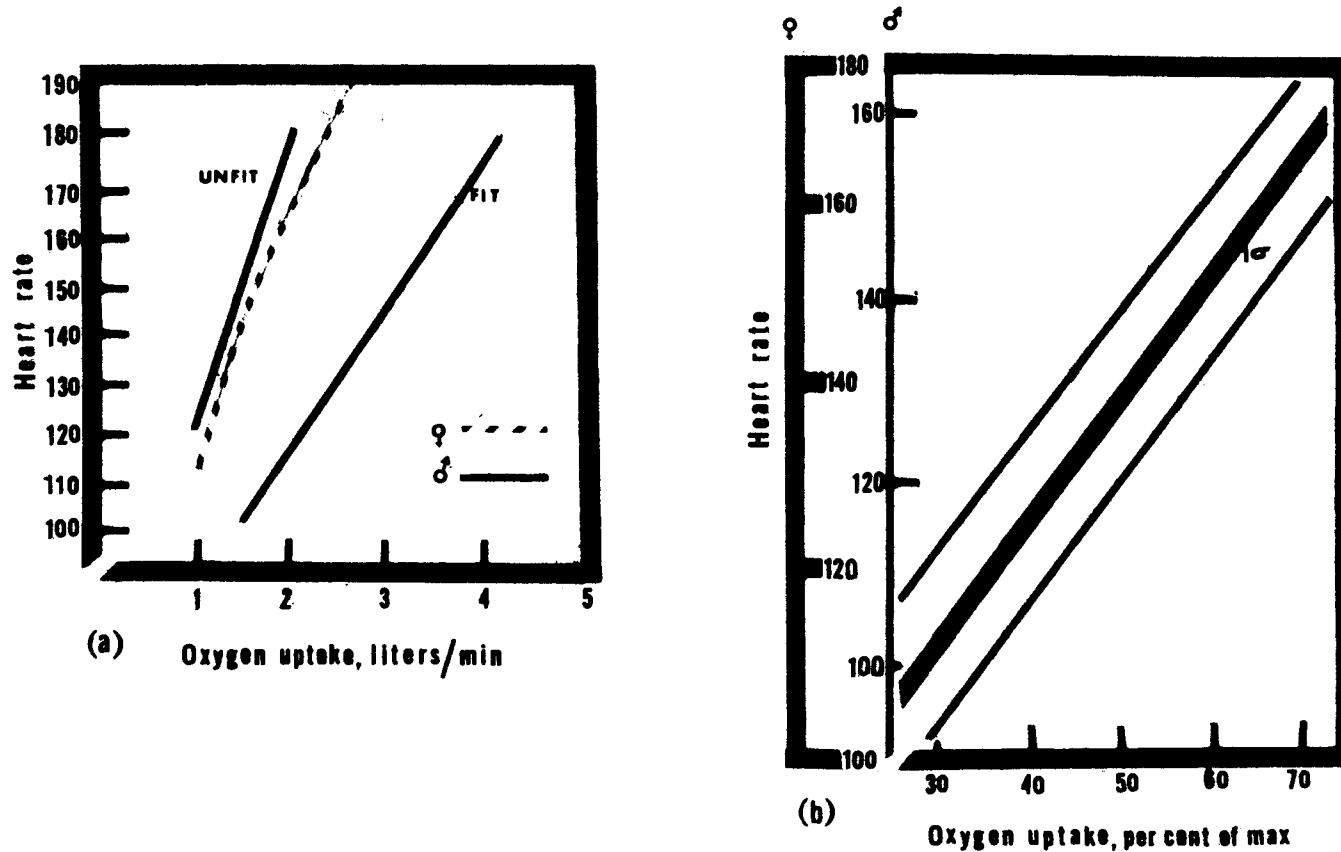 190
180
170
160
150
140
130
120
110
100
Heart rate
UNFIT
FIT
♀
♂
1 2 3 4 5
(a) Oxygen uptake, liters/min
♀ ♂
180
160
140
120
100
160
140
120
100
Heart rate
1σ
30 40 50 60 70
(b)
Oxygen uptake, per cent of max